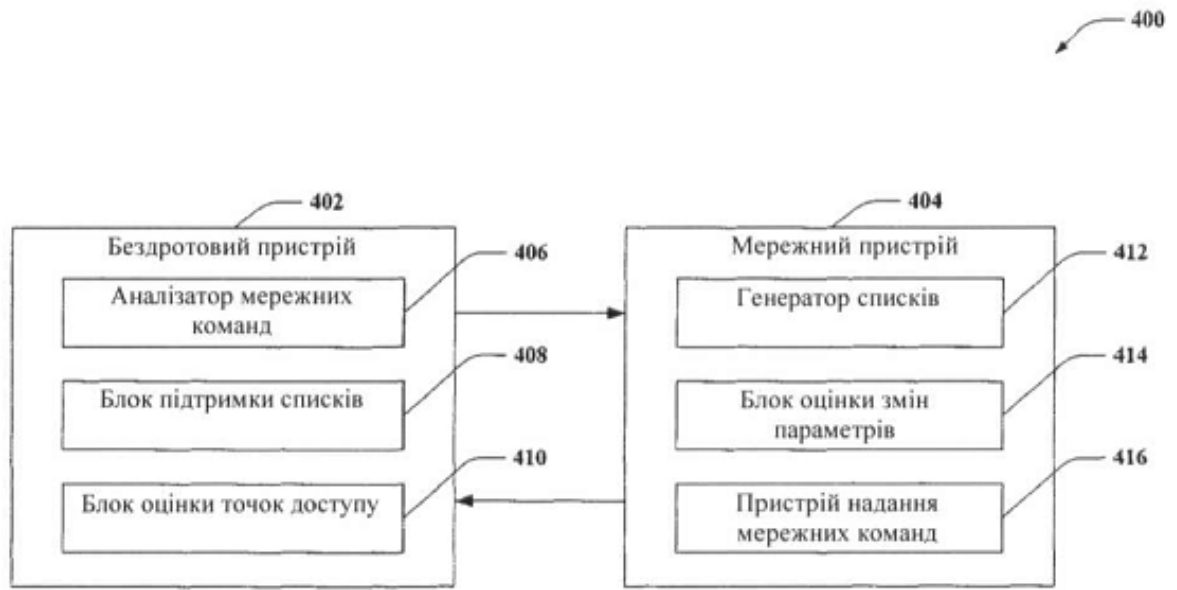 400
402
404
Бездротовий пристрій
406
Аналізатор мережних
команд
408
Блок підтримки списків
410
Блок оцінки точок доступу
Мережний пристрій
412
Генератор списків
414
Блок оцінки змін
параметрів
416
Пристрій надання
мережних команд